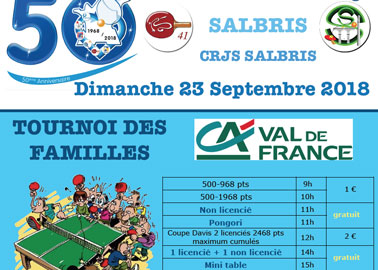 50
1968 / 2018
50ème Anniversaire
41
SALBRIS
CRJS SALBRIS
Dimanche 23 Septembre 2018
TOURNOI DES
FAMILLES
CA VAL DE
FRANCE
500-968 pts 9h 1 €
500-1968 pts 10h
Non licencié 11h gratuit
Pongori 11h
Coupe Davis 2 licenciés 2468 pts maximum cumulés 12h 2 €
1 licencié + 1 non licencié 14h gratuit
Mini table 15h